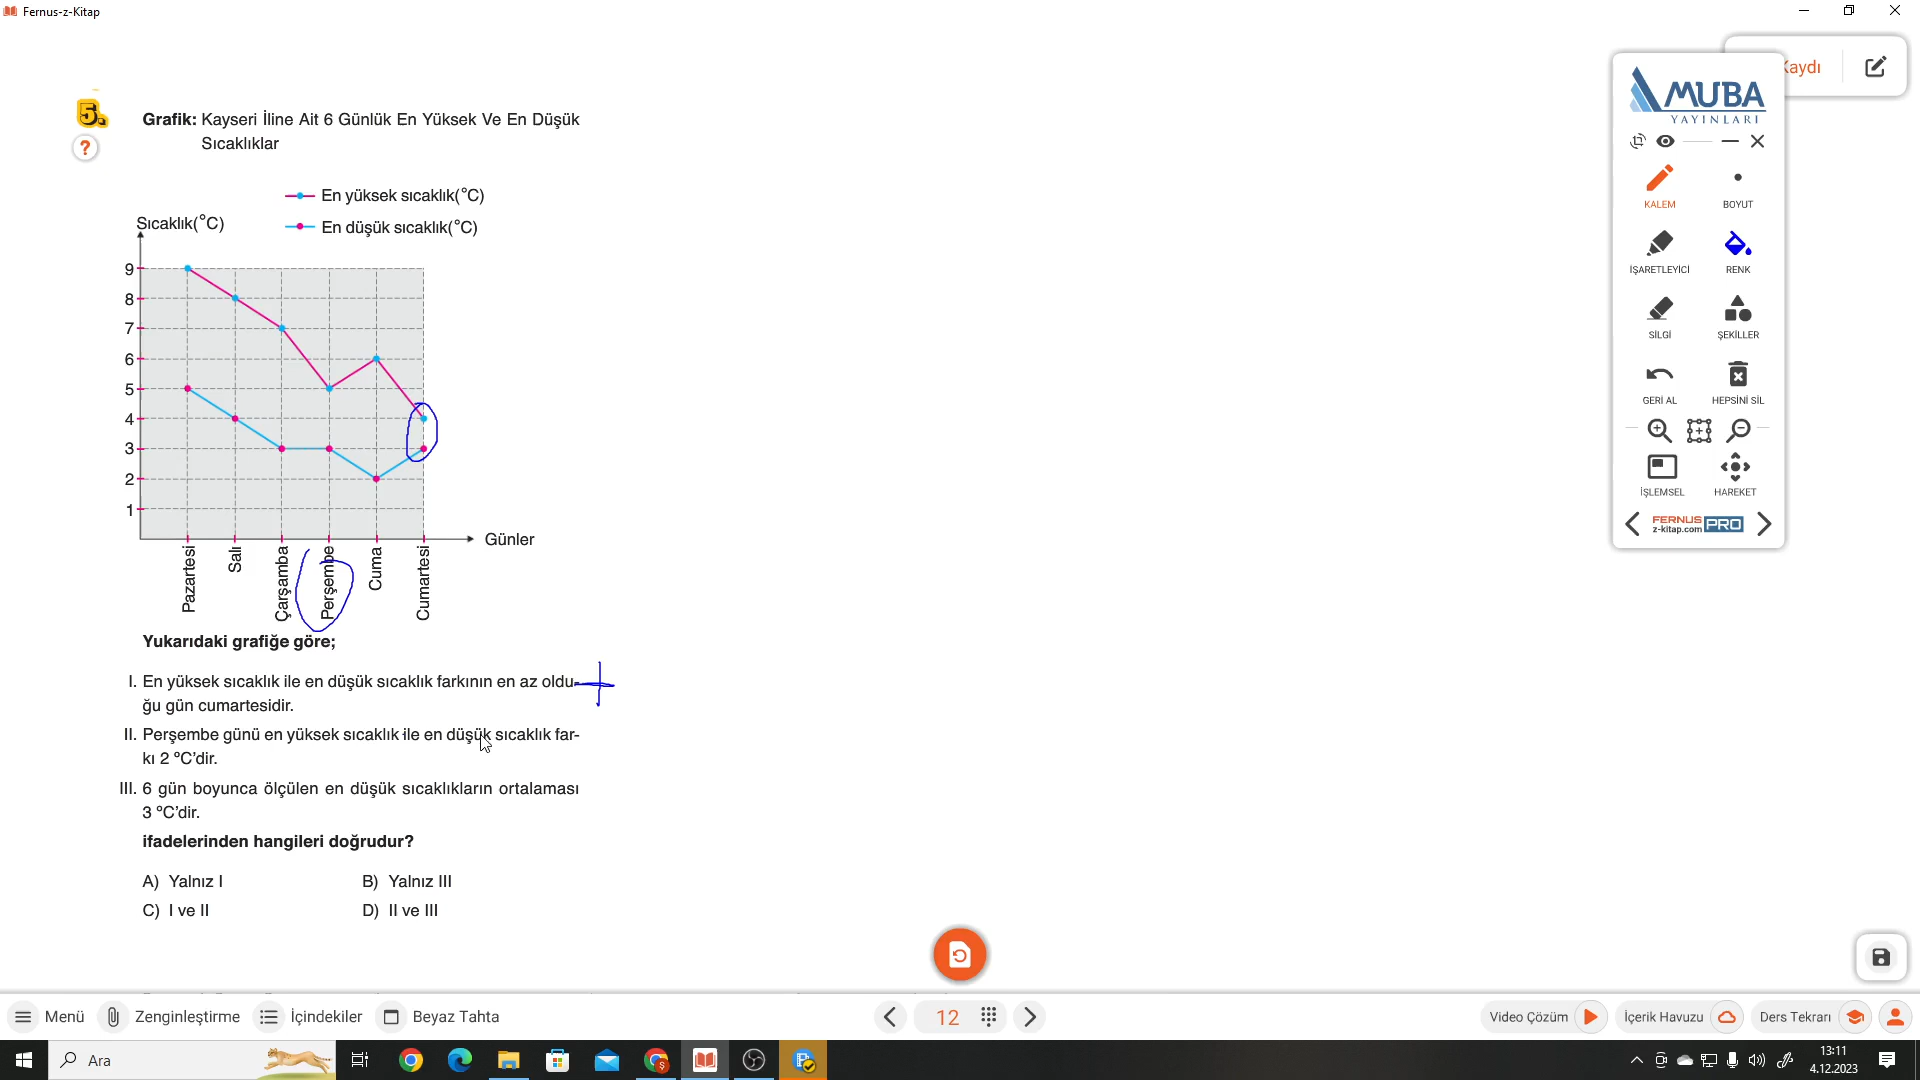 Fernus-z-Kitap
Kaydı
MUBA
YAYINLARI
KALEM
BOYUT
İŞARETLEYİCİ
RENK
SİLGİ
ŞEKİLLER
GERİ AL
HEPSİNİ SİL
İŞLEMSEL
HAREKET
FERNUS
z-kitap.com PRO
5.
?
Grafik: Kayseri İline Ait 6 Günlük En Yüksek Ve En Düşük
Sıcaklıklar
En yüksek sıcaklık(°C)
En düşük sıcaklık(°C)
Sıcaklık(°C)
9
8
7
6
5
4
3
2
1
Günler
Pazartesi
Salı
Çarşamba
Perşembe
Cuma
Cumartesi
Yukarıdaki grafiğe göre;
I. En yüksek sıcaklık ile en düşük sıcaklık farkının en az oldu-
ğu gün cumartesidir.
II. Perşembe günü en yüksek sıcaklık ile en düşük sıcaklık far-
kı 2 °C'dir.
III. 6 gün boyunca ölçülen en düşük sıcaklıkların ortalaması
3 °C'dir.
ifadelerinden hangileri doğrudur?
A) Yalnız I B) Yalnız III
C) I ve II D) II ve III
Menü Zenginleştirme İçindekiler Beyaz Tahta 12 Video Çözüm İçerik Havuzu Ders Tekrarı
Ara
13:11
4.12.2023